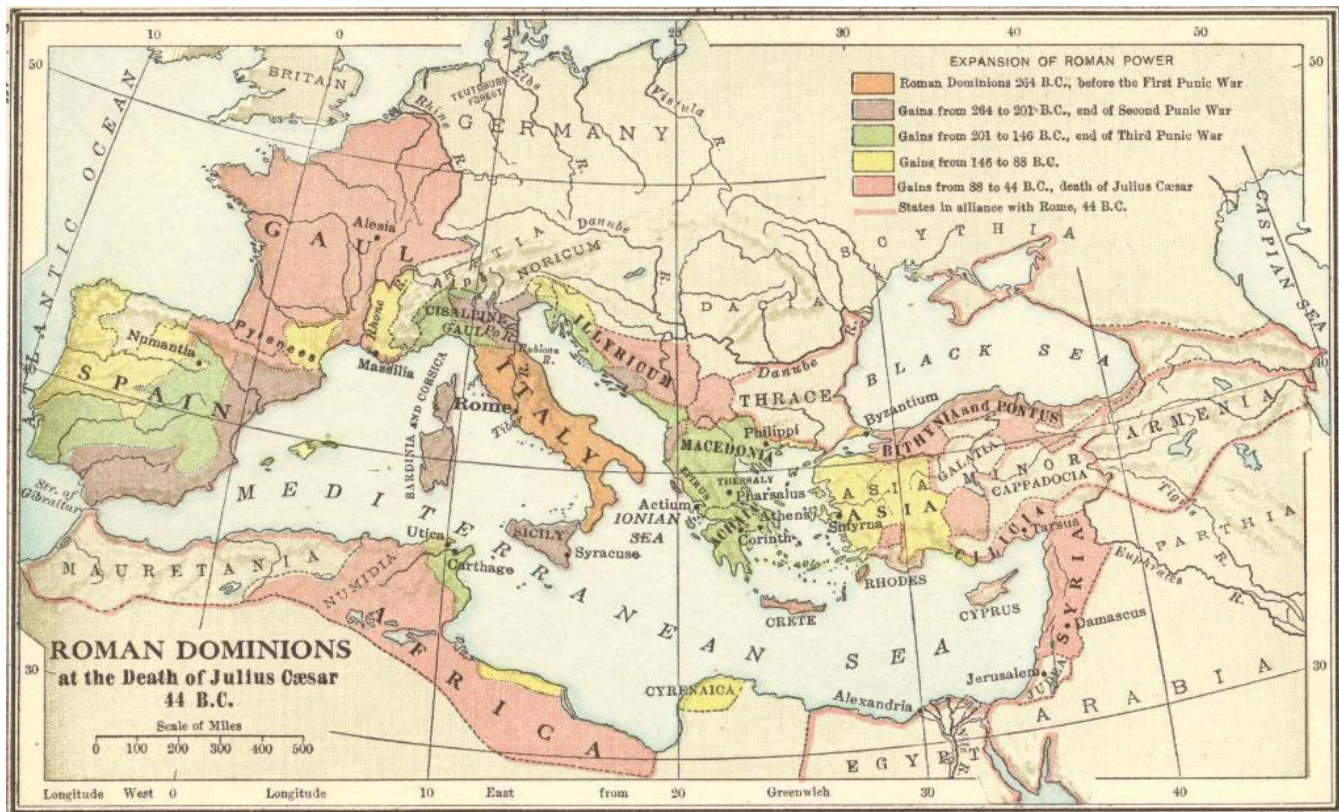 10
0
10
20
30
40
50
50
EXPANSION OF ROMAN POWER
Roman Dominions 264 B.C., before the First Punic War
Gains from 264 to 201 B.C., end of Second Punic War
Gains from 201 to 146 B.C., end of Third Punic War
Gains from 146 to 88 B.C.
Gains from 88 to 44 B.C., death of Julius Cæsar
States in alliance with Rome, 44 B.C.
BRITAIN
ATLANTIC OCEAN
TEUTOBURG
FOREST
Rhine R.
Elbe R.
Vistula R.
GERMANY
GAUL
Alesia
RÆTIA
Alps
NORICUM
Danube R.
SCYTHIA
DACIA
CASPIAN SEA
Rhone R.
CISALPINE
GAUL
Po R.
Rubicon
R.
ILLYRICUM
Pyrenees
Numantia
SPAIN
Massilia
SARDINIA AND CORSICA
ITALY
Rome
Tiber R.
Danube R.
BLACK SEA
THRACE
Byzantium
BITHYNIA and PONTUS
ARMENIA
40
40
Philippi
MACEDONIA
EPIRUS
THESSALY
Pharsalus
Actium
IONIAN
SEA
ACHAIA
Athens
Corinth
ASIA
ASIA
MINOR
GALATIA
CAPPADOCIA
Smyrna
CILICIA
Tarsus
Tigris R.
PARTHIA
Euphrates R.
Str. of
Gibraltar
MEDITERRANEAN SEA
SICILY
Syracuse
Utica
Carthage
MAURETANIA
NUMIDIA
AFRICA
RHODES
CRETE
CYPRUS
SYRIA
Damascus
Jerusalem
JUDEA
ARABIA
CYRENAICA
Alexandria
EGYPT
Nile R.
30
30
ROMAN DOMINIONS
at the Death of Julius Cæsar
44 B.C.
Scale of Miles
0 100 200 300 400 500
Longitude West 0 Longitude 10 East from 20 Greenwich 30 40